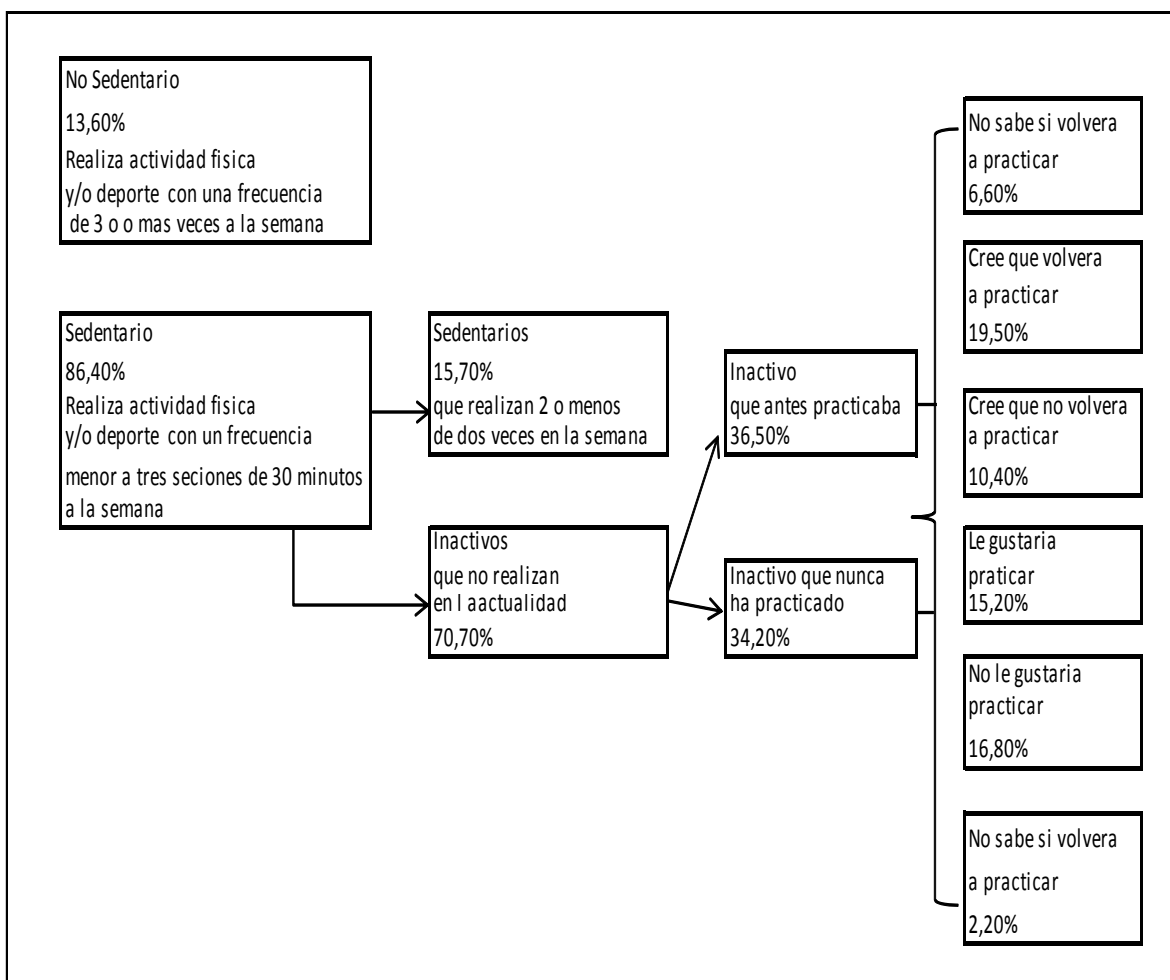 No Sedentario
13,60%
Realiza actividad fisica
y/o deporte con una frecuencia
de 3 o o mas veces a la semana
Sedentario
86,40%
Realiza actividad fisica
y/o deporte con un frecuencia
menor a tres seciones de 30 minutos
a la semana
Sedentarios
15,70%
que realizan 2 o menos
de dos veces en la semana
Inactivos
que no realizan
en l aactualidad
70,70%
Inactivo
que antes practicaba
36,50%
Inactivo que nunca
ha practicado
34,20%
No sabe si volvera
a practicar
6,60%
Cree que volvera
a practicar
19,50%
Cree que no volvera
a practicar
10,40%
Le gustaria
praticar
15,20%
No le gustaria
practicar
16,80%
No sabe si volvera
a practicar
2,20%